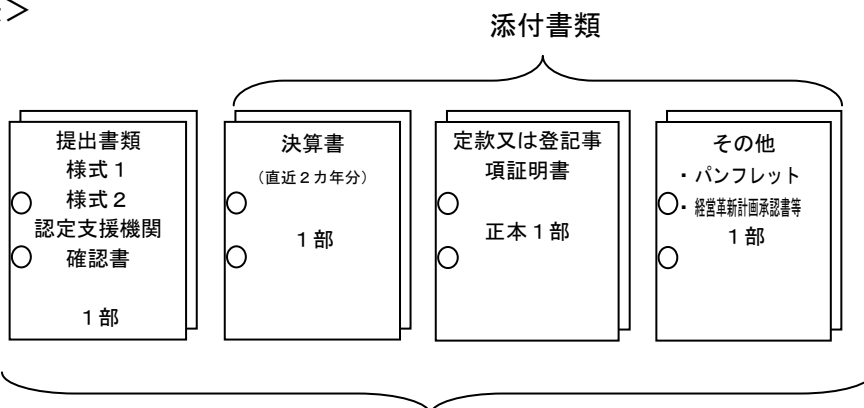 ＞
添付書類
提出書類
様式１
様式２
認定支援機関
確認書
１部
決算書
（直近２カ年分）
１部
定款又は登記事
項証明書
正本１部
その他
・パンフレット
・経営革新計画承認書等
１部